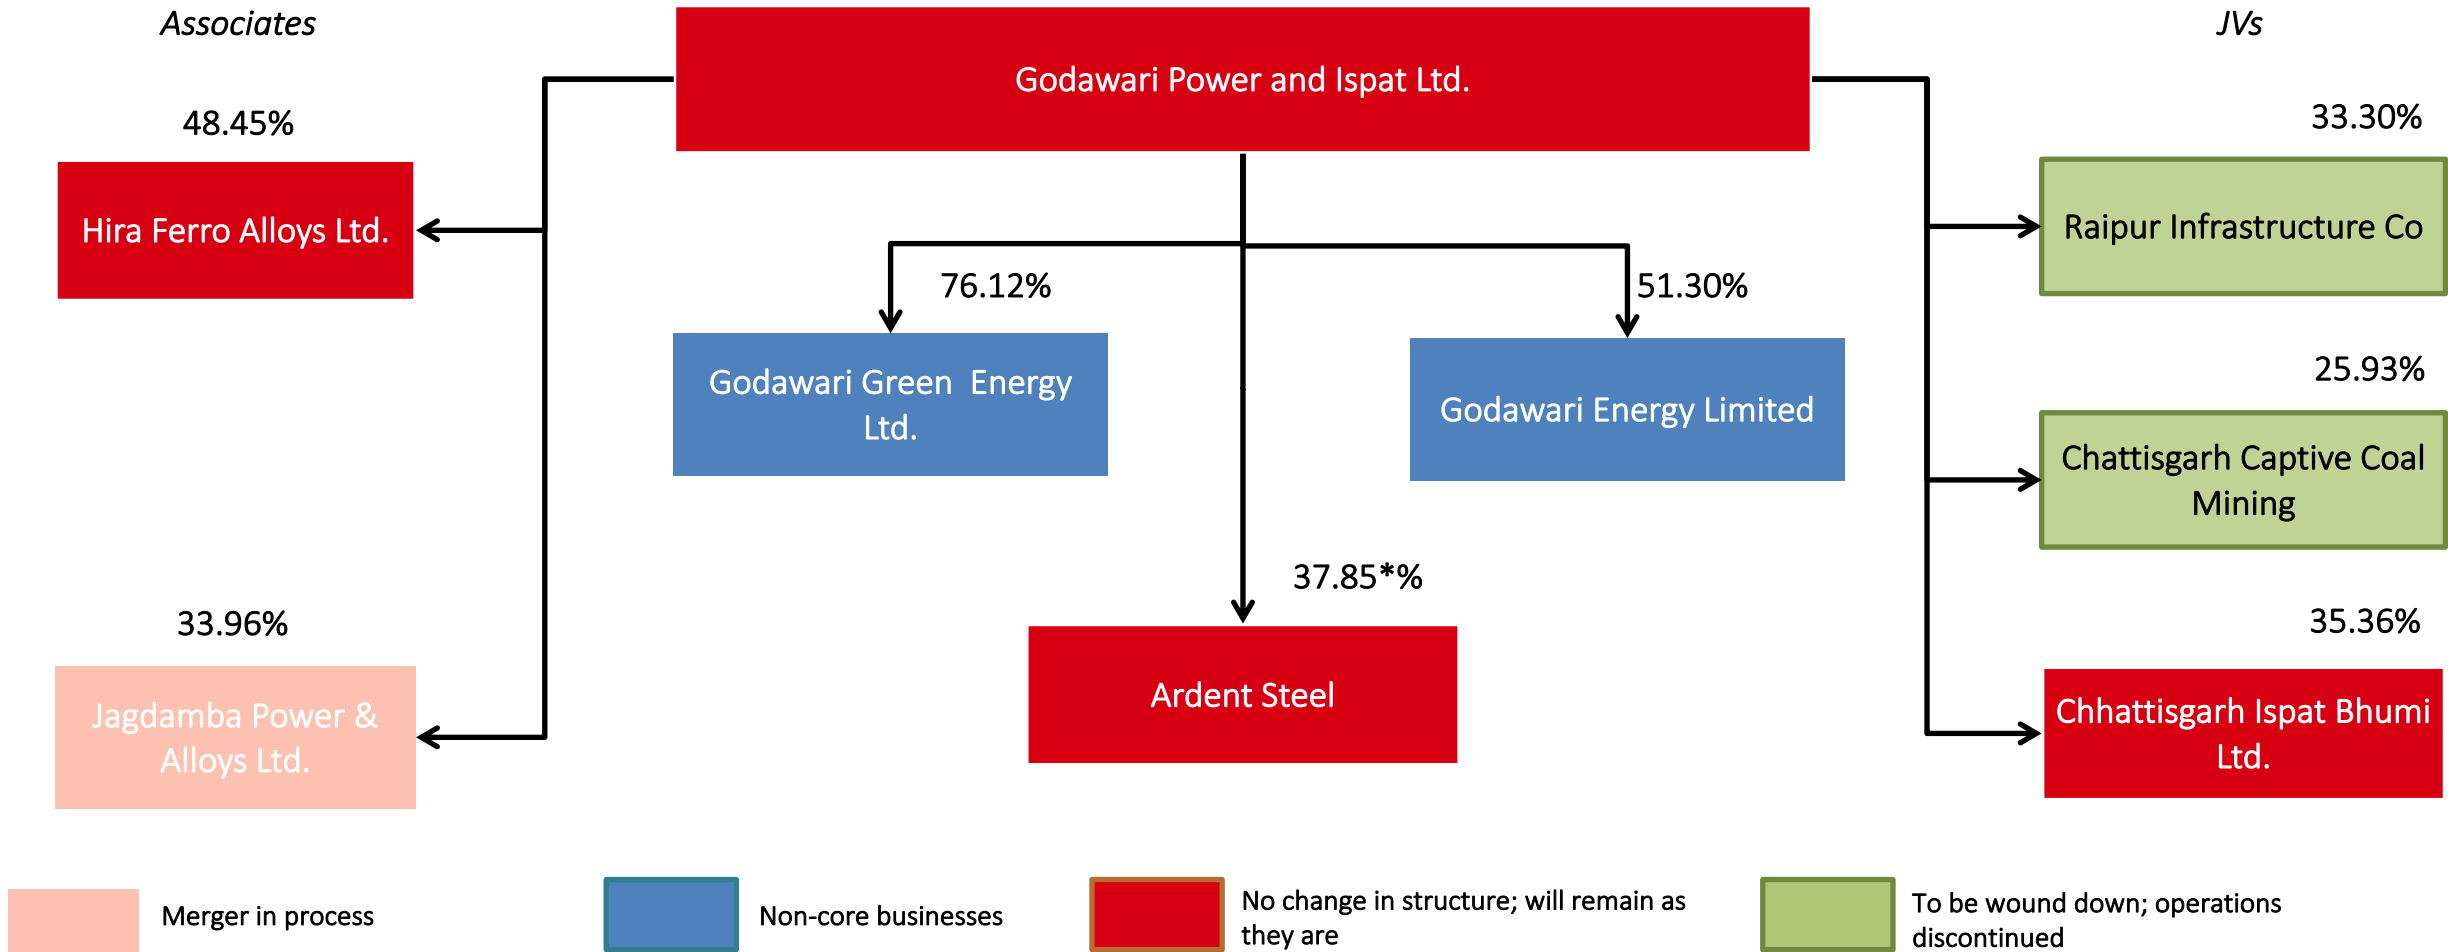 Associates
Godawari Power and Ispat Ltd.
JVs
48.45%
33.30%
Hira Ferro Alloys Ltd.
Raipur Infrastructure Co
76.12%
51.30%
Godawari Green  Energy
Ltd.
Godawari Energy Limited
25.93%
Chattisgarh Captive Coal
Mining
37.85*%
33.96%
35.36%
Jagdamba Power &
Alloys Ltd.
Ardent Steel
Chhattisgarh Ispat Bhumi
Ltd.
Merger in process
Non-core businesses
No change in structure; will remain as
they are
To be wound down; operations
discontinued